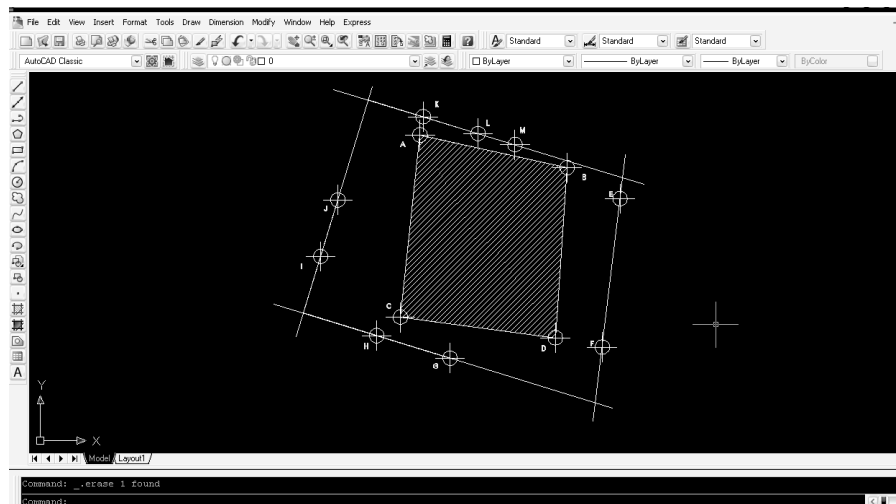 File Edit View Insert Format Tools Draw Dimension Modify Window Help Express
Standard Standard Standard
AutoCAD Classic 0 ByLayer ByLayer ByLayer ByColor
K
L
M
A
B
E
J
I
C
H
G
D
F
A
Y
X
Model Layout1
Command: _.erase 1 found
Command: